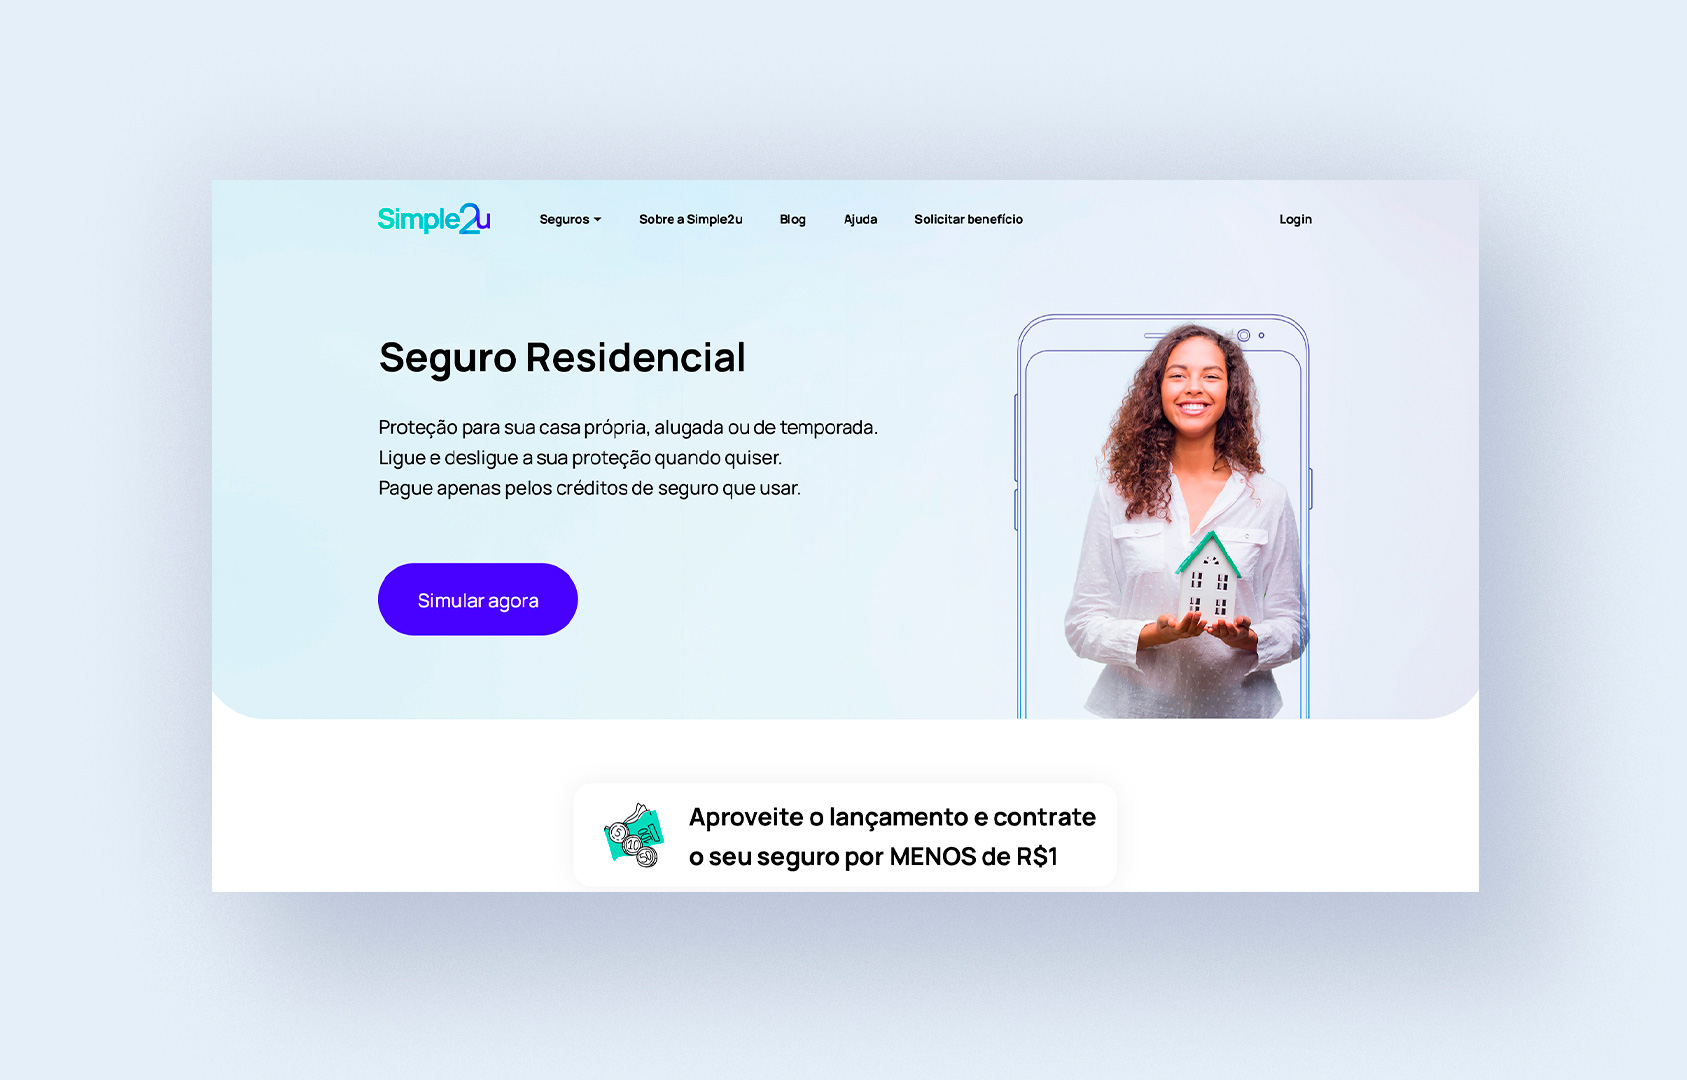 Simple2u
Seguros
Sobre a Simple2u
Blog
Ajuda
Solicitar benefício
Login
Seguro Residencial
Proteção para sua casa própria, alugada ou de temporada.
Ligue e desligue a sua proteção quando quiser.
Pague apenas pelos créditos de seguro que usar.
Simular agora
Aproveite o lançamento e contrate
o seu seguro por MENOS de R$1